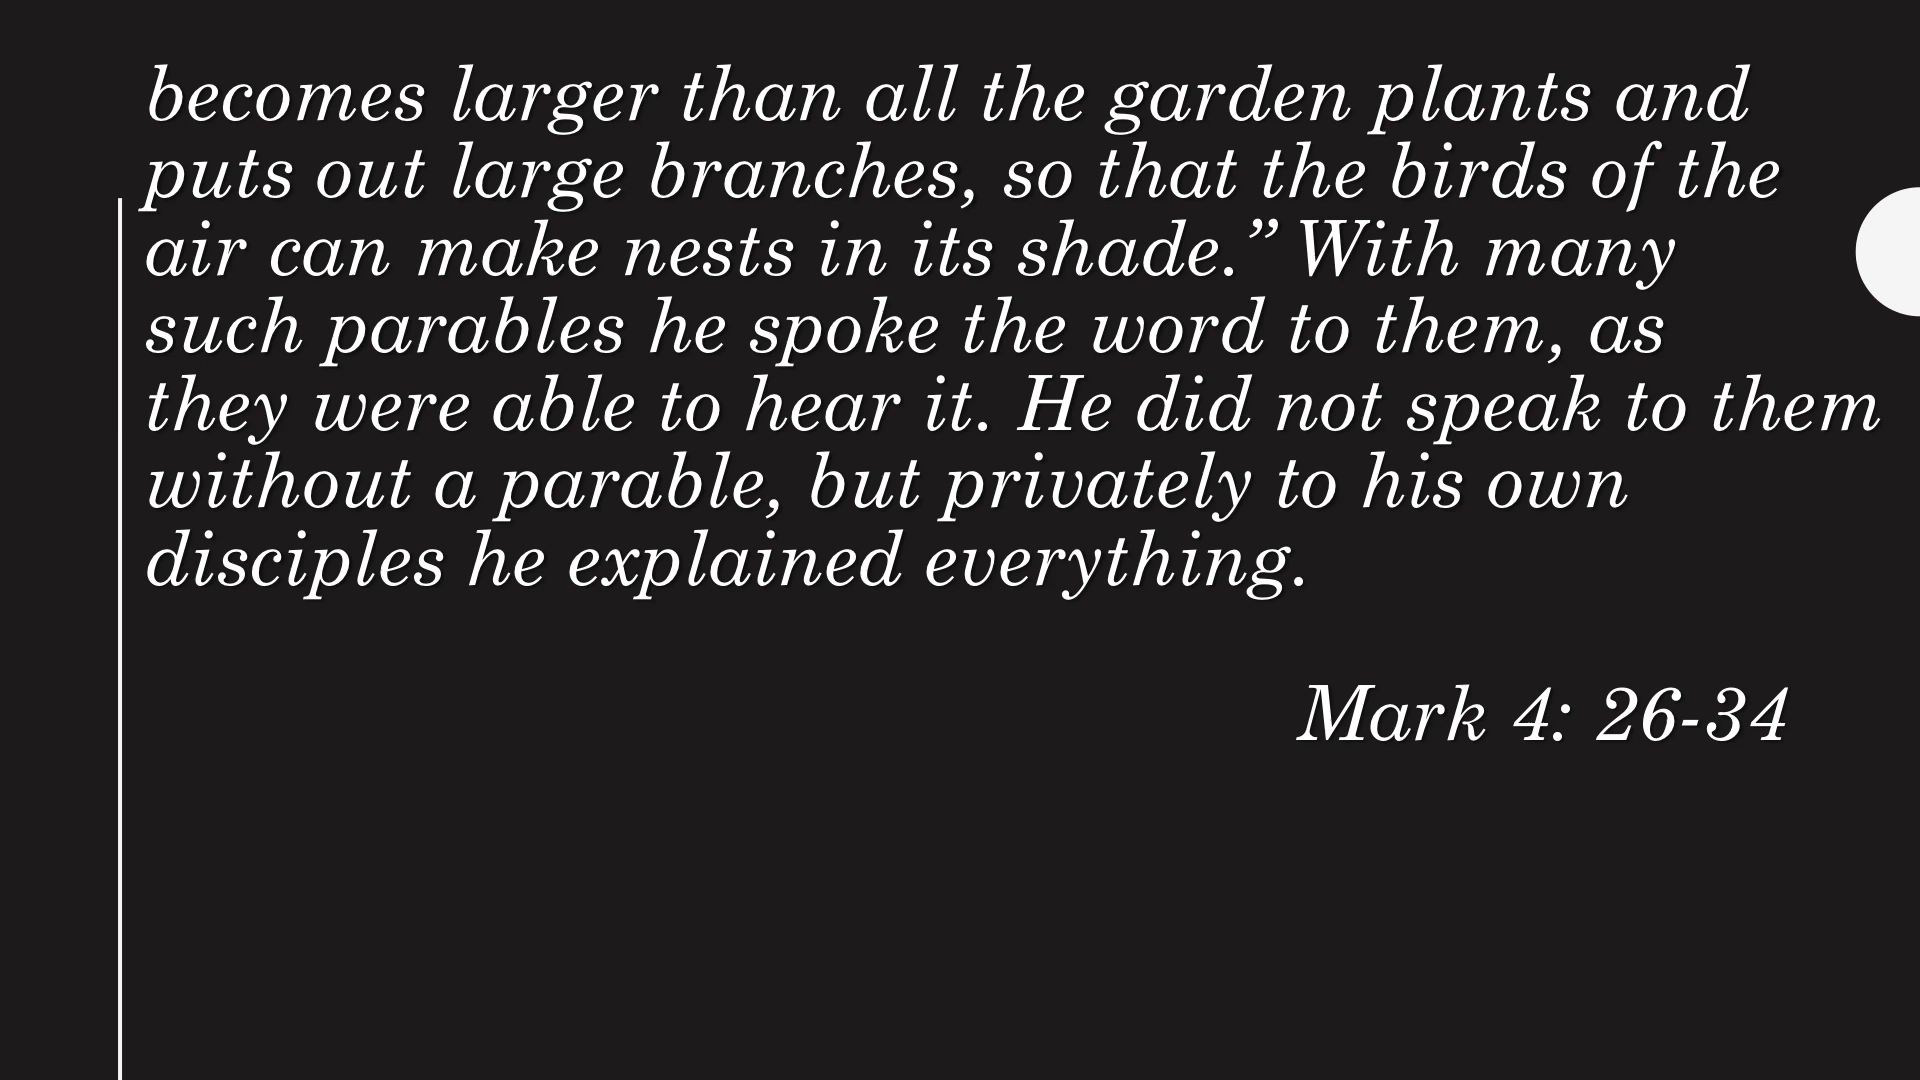 becomes larger than all the garden plants and
puts out large branches, so that the birds of the
air can make nests in its shade.” With many
such parables he spoke the word to them, as
they were able to hear it. He did not speak to them
without a parable, but privately to his own
disciples he explained everything.
Mark 4: 26-34